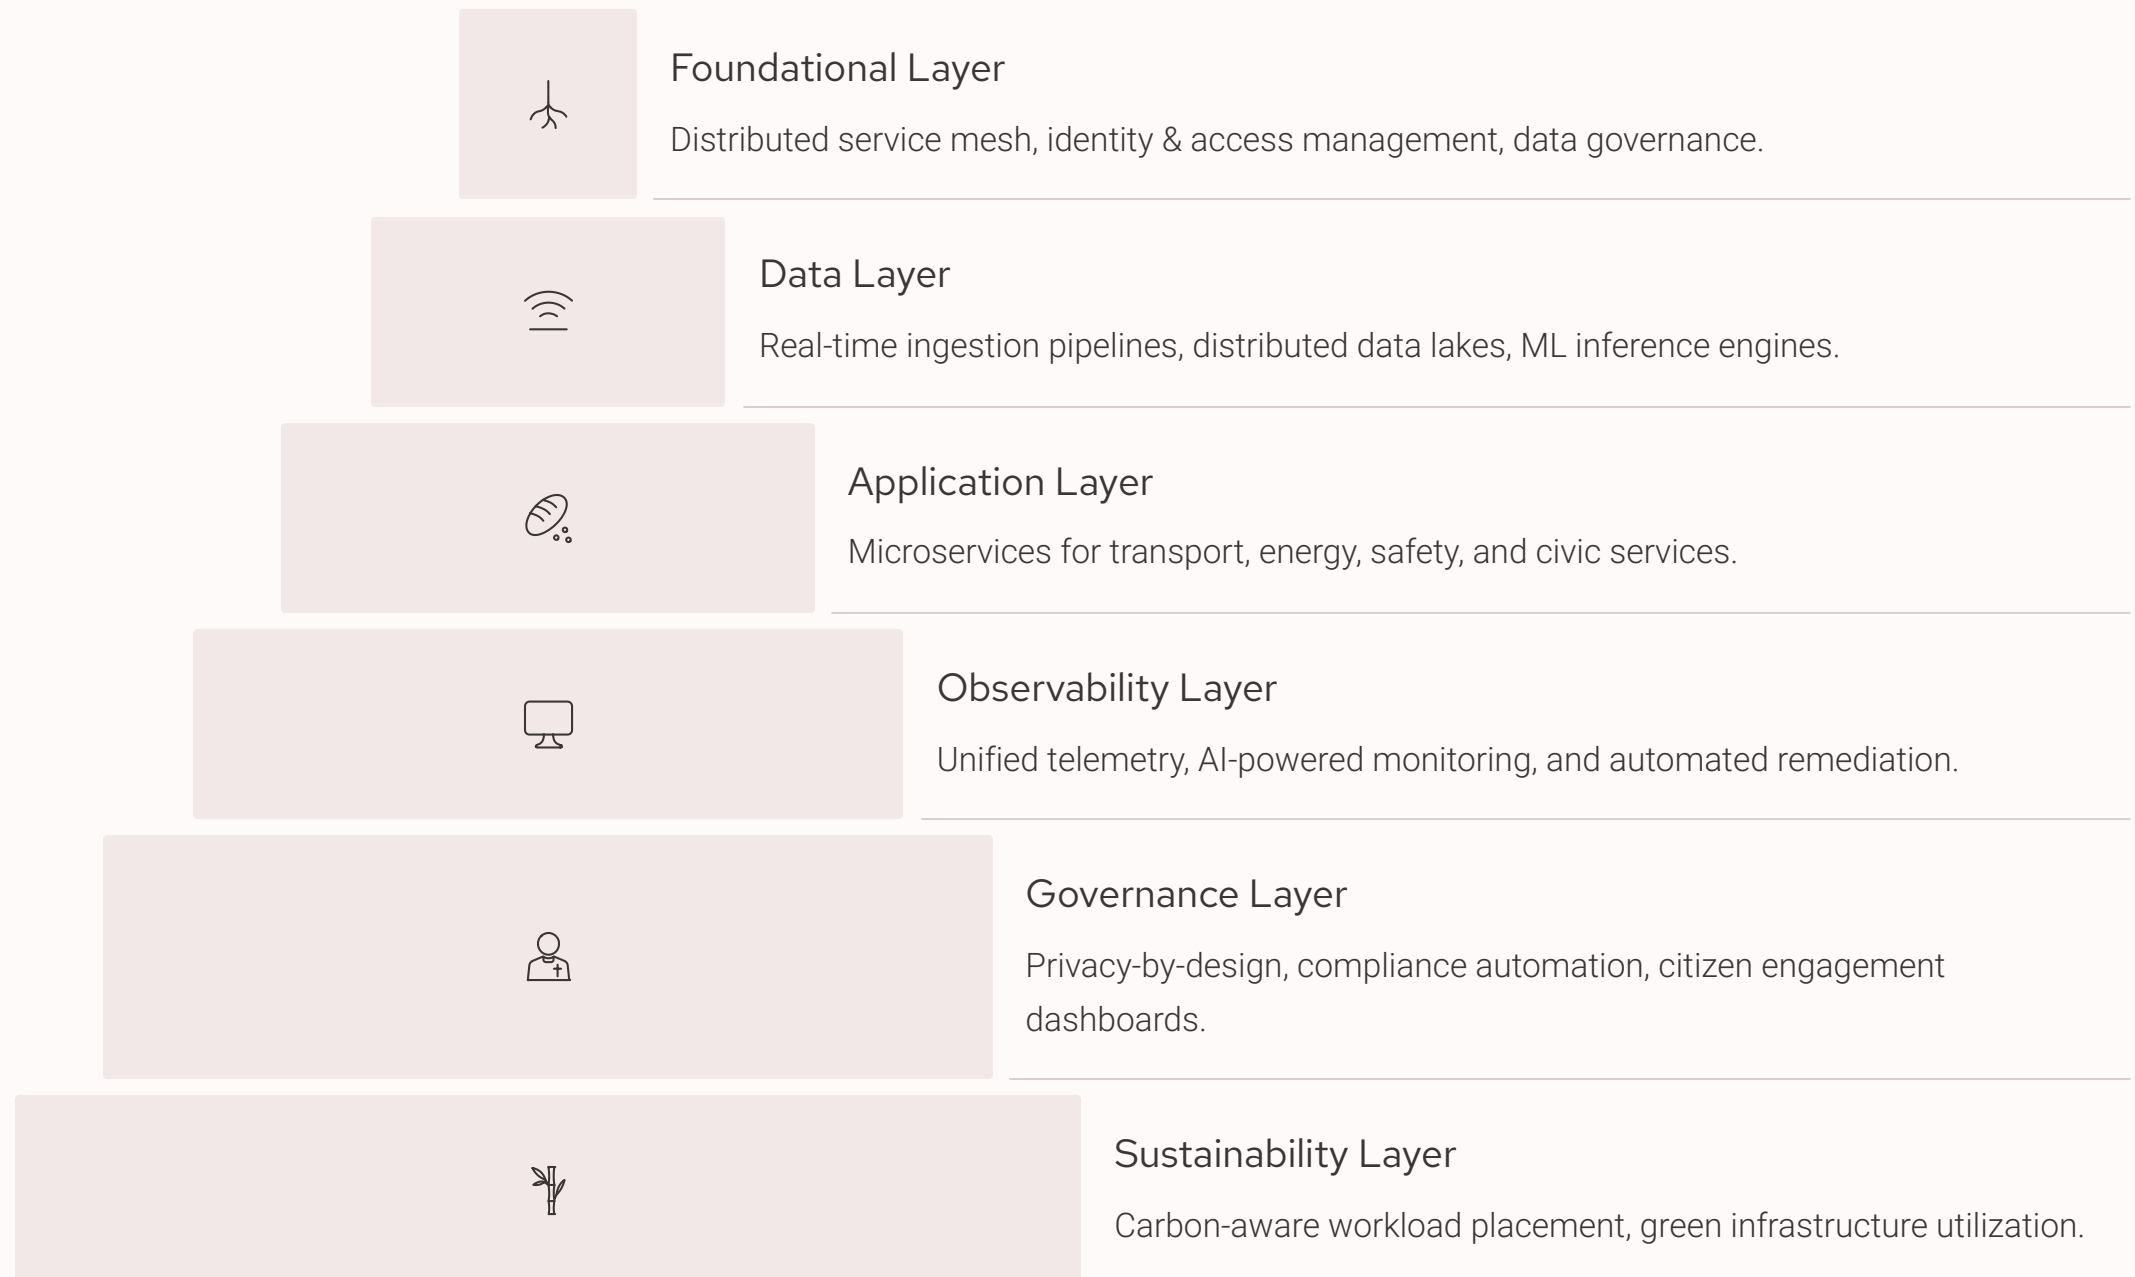 Foundational Layer
Distributed service mesh, identity & access management, data governance.
Data Layer
Real-time ingestion pipelines, distributed data lakes, ML inference engines.
Application Layer
Microservices for transport, energy, safety, and civic services.
Observability Layer
Unified telemetry, AI-powered monitoring, and automated remediation.
Governance Layer
Privacy-by-design, compliance automation, citizen engagement
dashboards.
Sustainability Layer
Carbon-aware workload placement, green infrastructure utilization.